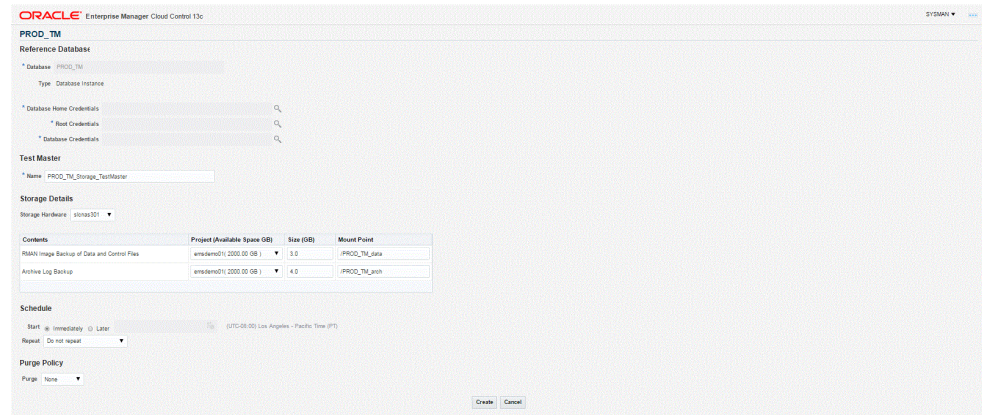 ORACLE Enterprise Manager Cloud Control 13c SYSMAN
PROD_TM
Reference Database
* Database PROD_TM
Type Database Instance
* Database Home Credentials
* Root Credentials
* Database Credentials
Test Master
* Name PROD_TM_Storage_TestMaster
Storage Details
Storage Hardware slcnas301
Contents Project (Available Space GB) Size (GB) Mount Point
RMAN Image Backup of Data and Control Files emsdemo01( 2000.00 GB ) 3.0 /PROD_TM_data
Archive Log Backup emsdemo01( 2000.00 GB ) 4.0 /PROD_TM_arch
Schedule
Start Immediately Later (UTC-08:00) Los Angeles - Pacific Time (PT)
Repeat Do not repeat
Purge Policy
Purge None
Create Cancel